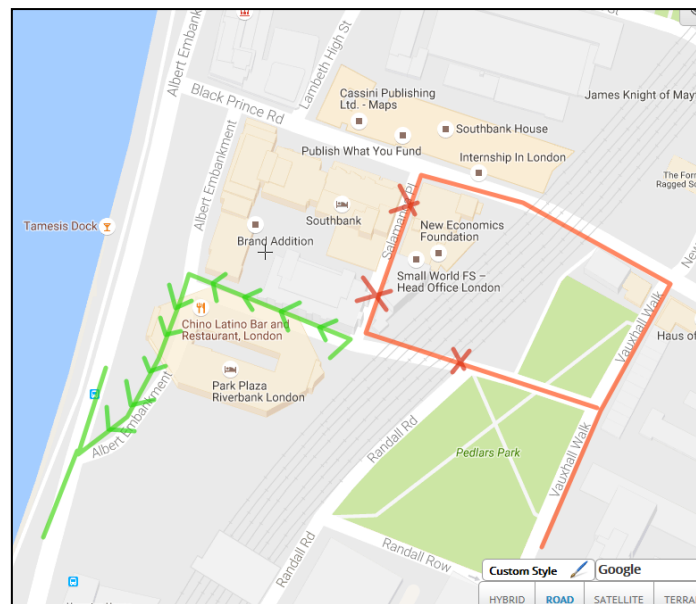 Albert Embank
Lambeth High St
Black Prince Rd
Cassini Publishing
Ltd. - Maps
James Knight of May
Southbank House
Publish What You Fund
Internship In London
The For
Ragged Sc
Albert Embankment
Southbank
Salamanca Pl
New Economics
Foundation
Tamesis Dock
Brand Addition
Small World FS –
Head Office London
New
Vauxhall Walk
Chino Latino Bar and
Restaurant, London
Haus of
Park Plaza
Riverbank London
Albert Embankment
Randall Rd
Pedlars Park
Vauxhall Walk
Randall Rd
Randall Row
Custom Style
Google
HYBRID
ROAD
SATELLITE
TERRA